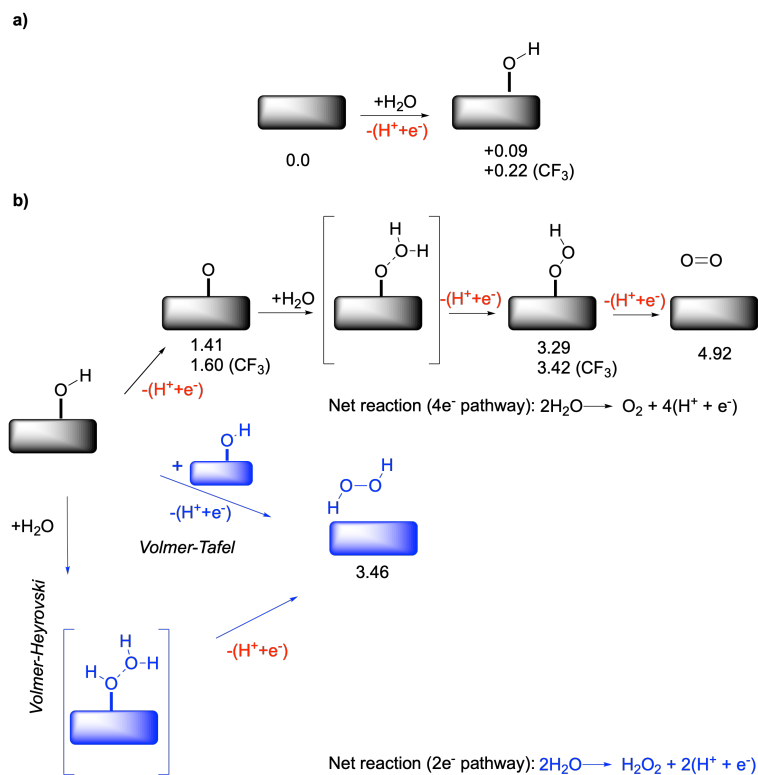 a)
H
O
+H2O
-(H+ +e-)
0.0
+0.09
+0.22 (CF3)
b)
H
O H
O
O
+H2O
-(H+ +e-)
H
O
O
-(H+ +e-)
O=O
1.41
1.60 (CF3)
3.29
3.42 (CF3)
4.92
-(H+ +e-)
O H
Net reaction (4e- pathway): 2H2O → O2 + 4(H+ + e-)
+
O H
-(H+ +e-)
Volmer-Tafel
H
O-O
H
3.46
+H2O
Volmer-Heyrovski
-(H+ +e-)
H
H O-H
O
Net reaction (2e- pathway): 2H2O → H2O2 + 2(H+ + e-)